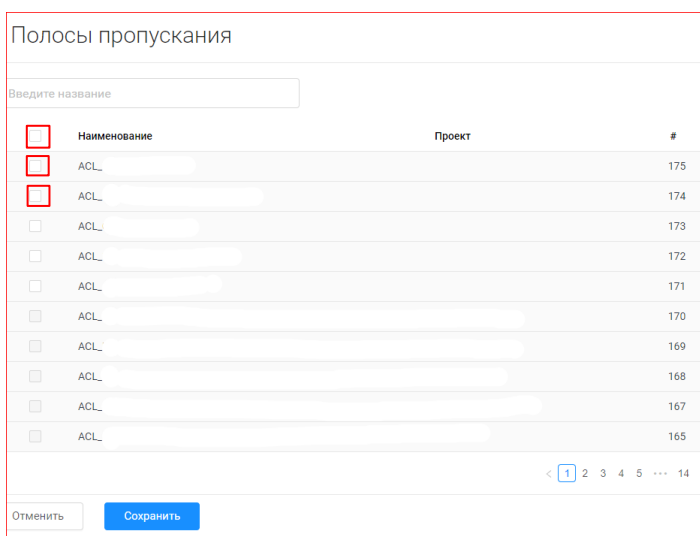 Полосы пропускания
Введите название
Наименование Проект #
ACL_ 175
ACL_ 174
ACL_ 173
ACL_ 172
ACL_ 171
ACL_ 170
ACL_ 169
ACL_ 168
ACL_ 167
ACL_ 165
< 1 2 3 4 5 ••• 14
Отменить Сохранить